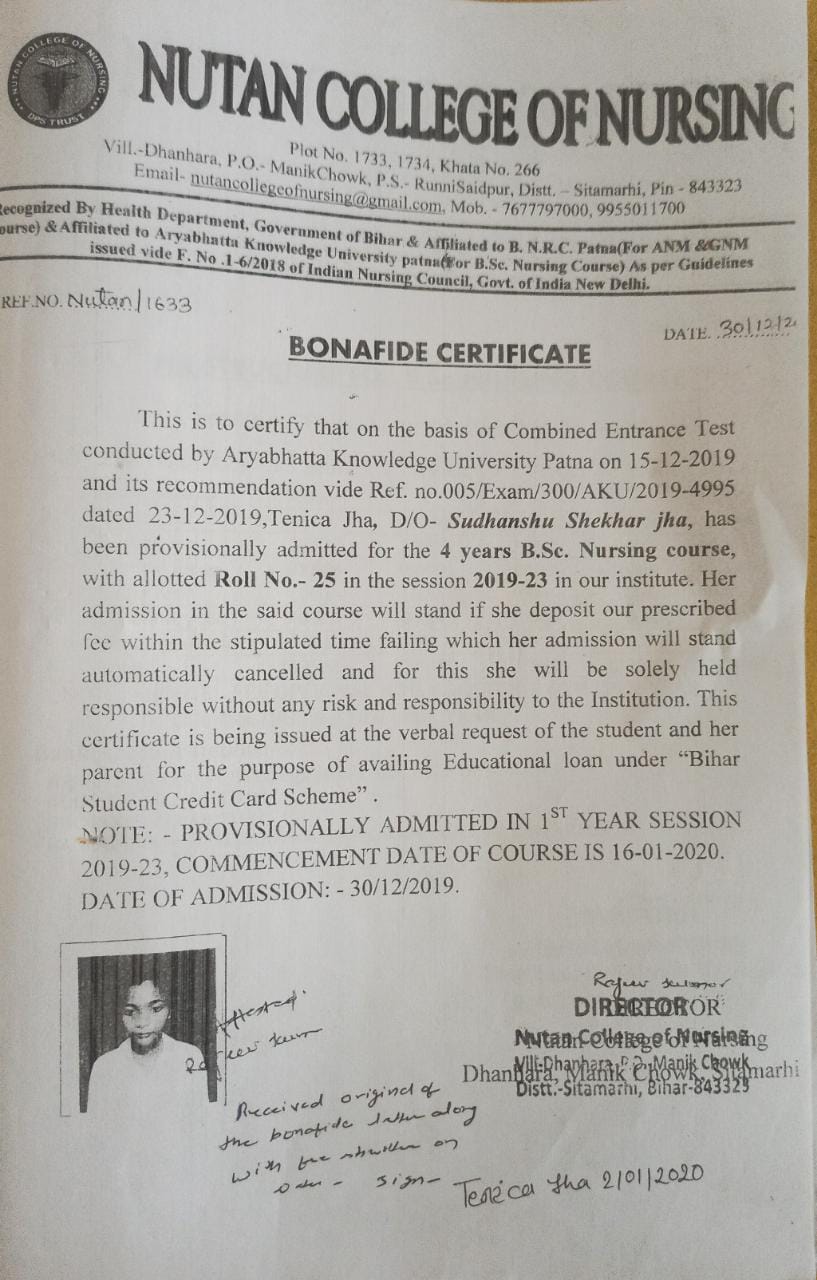 NUTAN COLLEGE OF NURSING
DPS TRUST
NUTAN COLLEGE OF NURSING
Plot No. 1733, 1734, Khata No. 266
Vill.-Dhanhara, P.O.- ManikChowk, P.S.- RunniSaidpur, Distt. – Sitamarhi, Pin - 843323
Email- nutancollegeofnursing@gmail.com, Mob. - 7677797000, 9955011700
ecognized By Health Department, Government of Bihar & Affiliated to B. N.R.C. Patna(For ANM &GNM
ourse) & Affiliated to Aryabhatta Knowledge University patna(For B.Sc. Nursing Course) As per Guidelines
issued vide F. No .1-6/2018 of Indian Nursing Council, Govt. of India New Delhi.
REF.NO. Nutan/1633
DATE. 30/12/2
BONAFIDE CERTIFICATE
This is to certify that on the basis of Combined Entrance Test
conducted by Aryabhatta Knowledge University Patna on 15-12-2019
and its recommendation vide Ref. no.005/Exam/300/AKU/2019-4995
dated 23-12-2019,Tenica Jha, D/O- Sudhanshu Shekhar jha, has
been provisionally admitted for the 4 years B.Sc. Nursing course,
with allotted Roll No.- 25 in the session 2019-23 in our institute. Her
admission in the said course will stand if she deposit our prescribed
fee within the stipulated time failing which her admission will stand
automatically cancelled and for this she will be solely held
responsible without any risk and responsibility to the Institution. This
certificate is being issued at the verbal request of the student and her
parent for the purpose of availing Educational loan under “Bihar
Student Credit Card Scheme” .
NOTE: - PROVISIONALLY ADMITTED IN 1ST YEAR SESSION
2019-23, COMMENCEMENT DATE OF COURSE IS 16-01-2020.
DATE OF ADMISSION: - 30/12/2019.
Attested
Rajeev Kumar
Rajeev Kumar
DIRECTOR
DIRECTOR
Nutan College of Nursing
Nutan College of Nursing
Vill-Dhanhara, P.O.-Manik Chowk
Dhanhara, Manik Chowk, Sitamarhi
Distt.-Sitamarhi, Bihar-843323
Received original of
the bonafide letter along
with fee on
sign-
Tenica Jha 2/01/2020